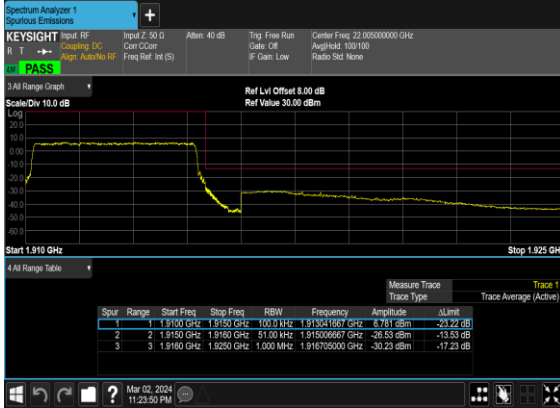 Spectrum Analyzer 1
Spurious Emissions
+
KEYSIGHT Input: RF Input Z: 50 Ω Atten: 40 dB Trig: Free Run Center Freq: 22.005000000 GHz
R T Coupling: DC Corr CCorr Gate: Off Avg|Hold: 100/100
Align: Auto/No RF Freq Ref: Int (S) IF Gain: Low Radio Std: None
PASS
3 All Range Graph
Ref Lvl Offset 8.00 dB
Scale/Div 10.0 dB Ref Value 30.00 dBm
Log
20.0
10.0
0.00
-10.0
-20.0
-30.0
-40.0
-50.0
-60.0
Start 1.910 GHz Stop 1.925 GH
4 All Range Table
Measure Trace Trace 1
Trace Type Trace Average (Active)
Spur Range Start Freq Stop Freq RBW Frequency Amplitude ΔLimit
1 1 1.9100 GHz 1.9150 GHz 100.0 kHz 1.913041667 GHz 6.781 dBm -23.22 dB
2 2 1.9150 GHz 1.9160 GHz 51.00 kHz 1.915006667 GHz -26.53 dBm -13.53 dB
3 3 1.9160 GHz 1.9250 GHz 1.000 MHz 1.916705000 GHz -30.23 dBm -17.23 dB
?
Mar 02, 2024
11:23:50 PM